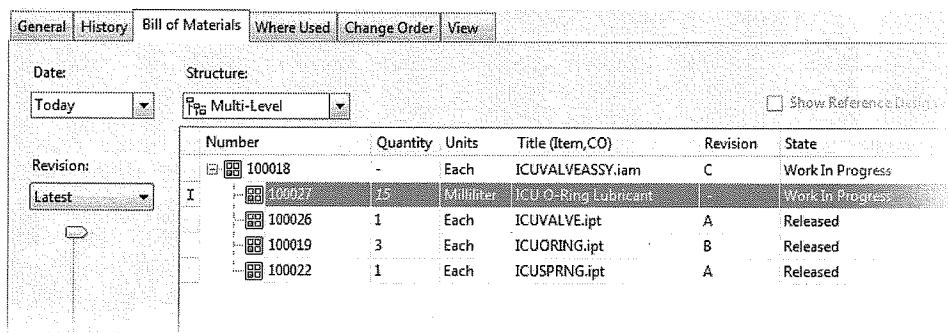 General History Bill of Materials Where Used Change Order View
Date: Structure:
Today Multi-Level Show Reference
Number Quantity Units Title (Item,CO) Revision State
Revision:
Latest
100018 - Each ICUVALVEASSY.iam C Work In Progress
100027 15 Milliliter ICU O-Ring Lubricant - Work In Progress
100026 1 Each ICUVALVE.ipt A Released
100019 3 Each ICUORING.ipt B Released
100022 1 Each ICUSPRNG.ipt A Released